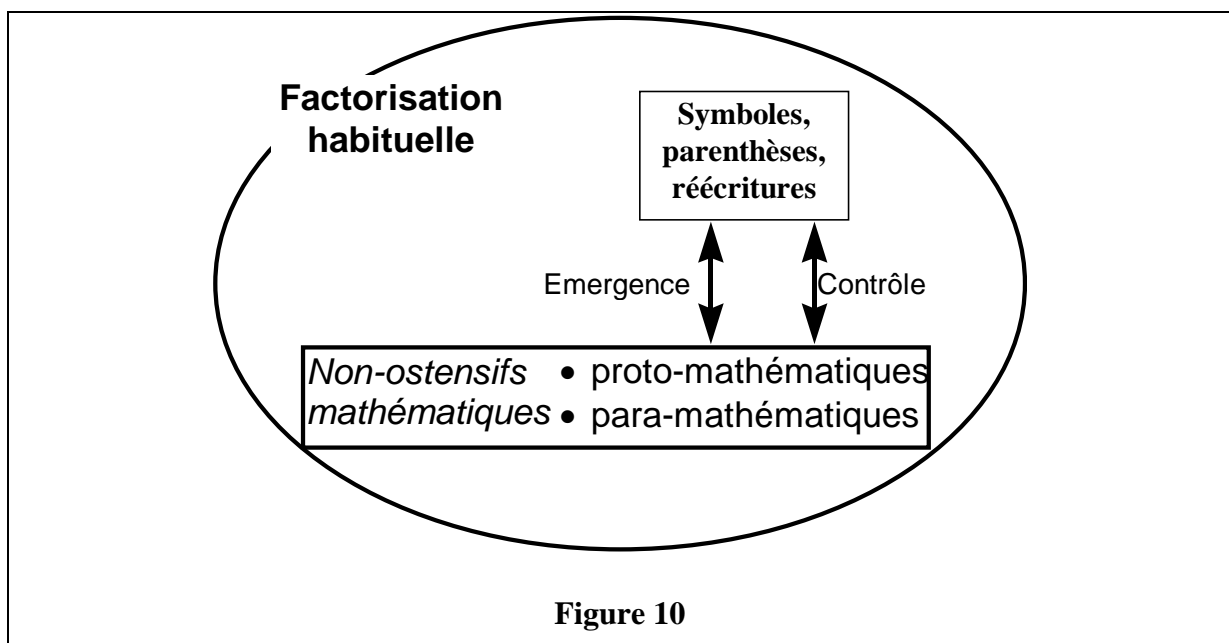 Factorisation
habituelle
Symboles,
parenthèses,
réécritures
Emergence
Contrôle
Non-ostensifs • proto-mathématiques
mathématiques • para-mathématiques
Figure 10